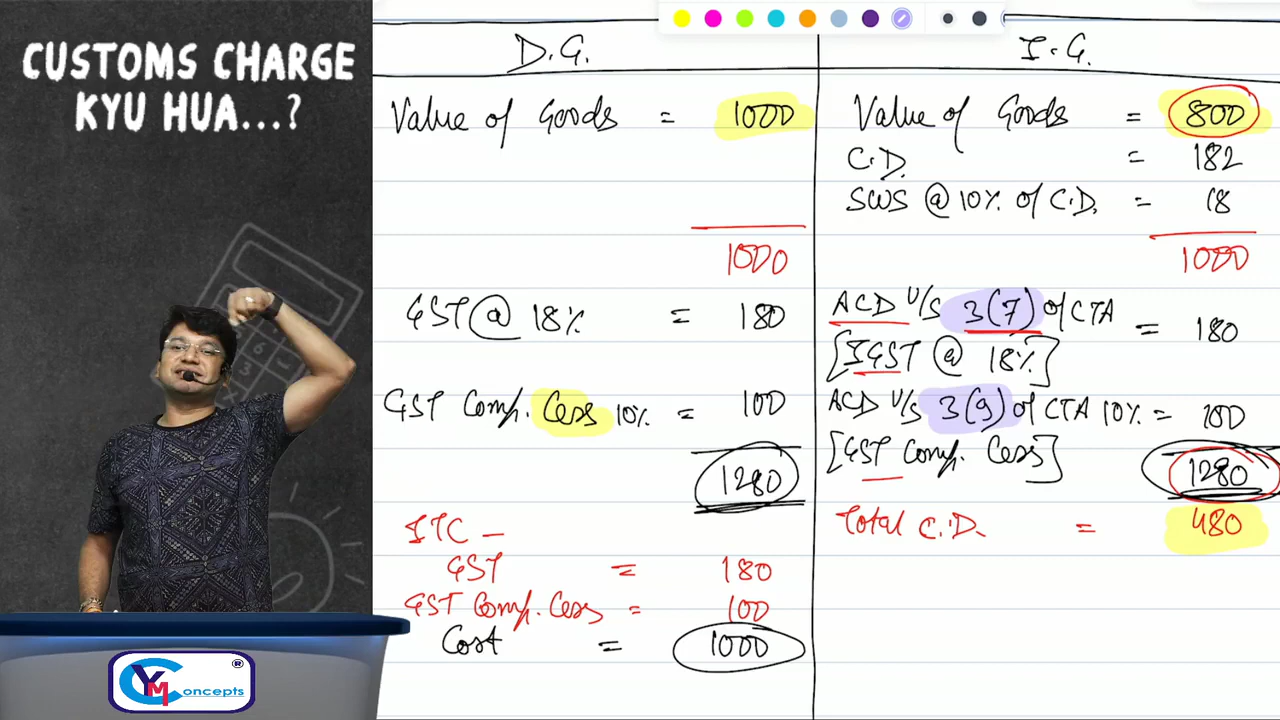 CUSTOMS CHARGE
KYU HUA...?
YM Concepts
®
D.G.
Value of Goods = 1000
1000
GST @ 18% = 180
GST Comp. Cess 10% = 100
1280
ITC -
GST = 180
GST Comp. Cess = 100
Cost = 1000
I.G.
Value of Goods = 800
C.D. = 182
SWS @ 10% of C.D. = 18
1000
ACD U/S 3(7) of CTA = 180
[IGST @ 18%]
ACD U/S 3(9) of CTA 10% = 100
[GST Comp. Cess]
1280
Total C.D. = 480